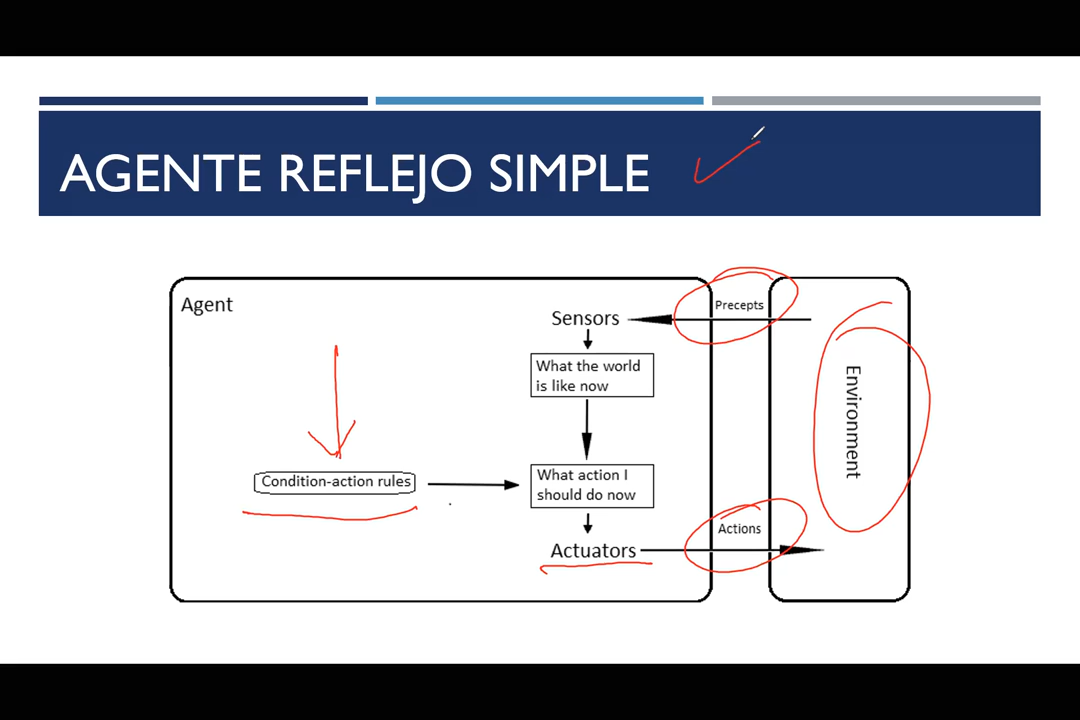 AGENTE REFLEJO SIMPLE
Agent
Sensors
Precepts
What the world
is like now
Environment
Condition-action rules
What action I
should do now
Actions
Actuators